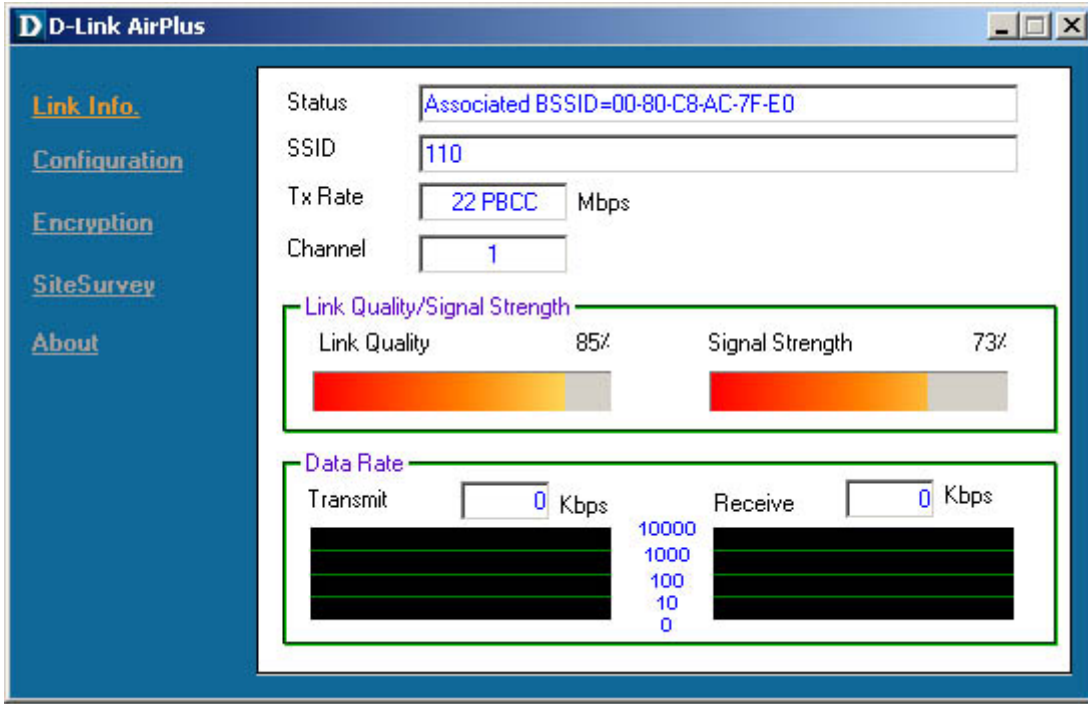 D D-Link AirPlus
Link Info.
Configuration
Encryption
SiteSurvey
About
Status Associated BSSID=00-80-C8-AC-7F-E0
SSID 110
Tx Rate 22 PBCC Mbps
Channel 1
Link Quality/Signal Strength
Link Quality 85% Signal Strength 73%
Data Rate
Transmit 0 Kbps Receive 0 Kbps
10000
1000
100
10
0